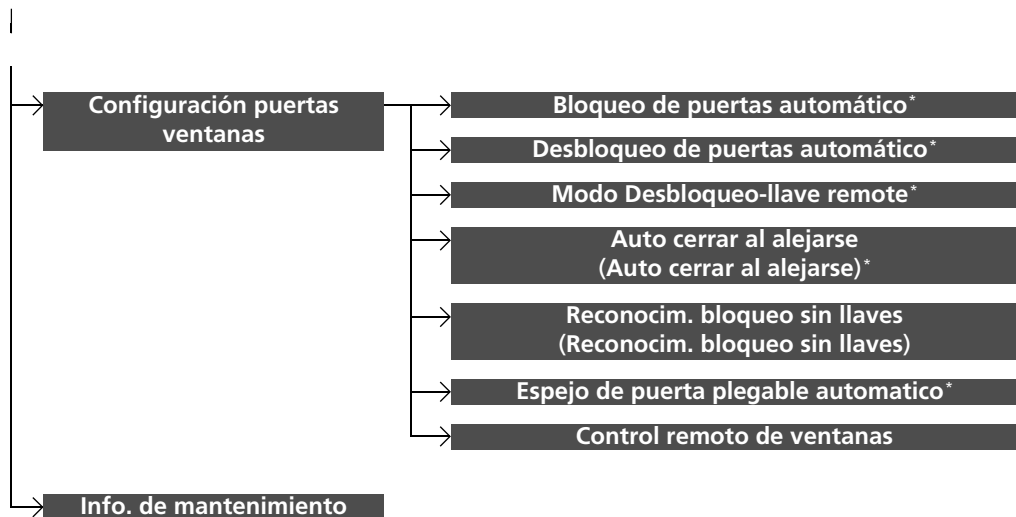 Configuración puertas
ventanas
Bloqueo de puertas automático*
Desbloqueo de puertas automático*
Modo Desbloqueo-llave remote*
Auto cerrar al alejarse
(Auto cerrar al alejarse)*
Reconocim. bloqueo sin llaves
(Reconocim. bloqueo sin llaves)
Espejo de puerta plegable automatico*
Control remoto de ventanas
Info. de mantenimiento